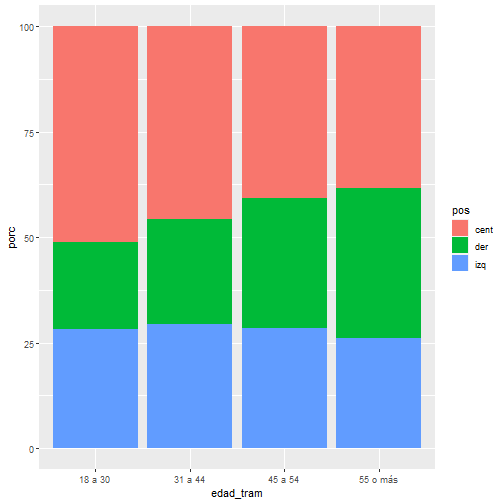 100
75
50
25
0
porc
18 a 30
31 a 44
45 a 54
55 o más
edad_tram
pos
cent
der
izq